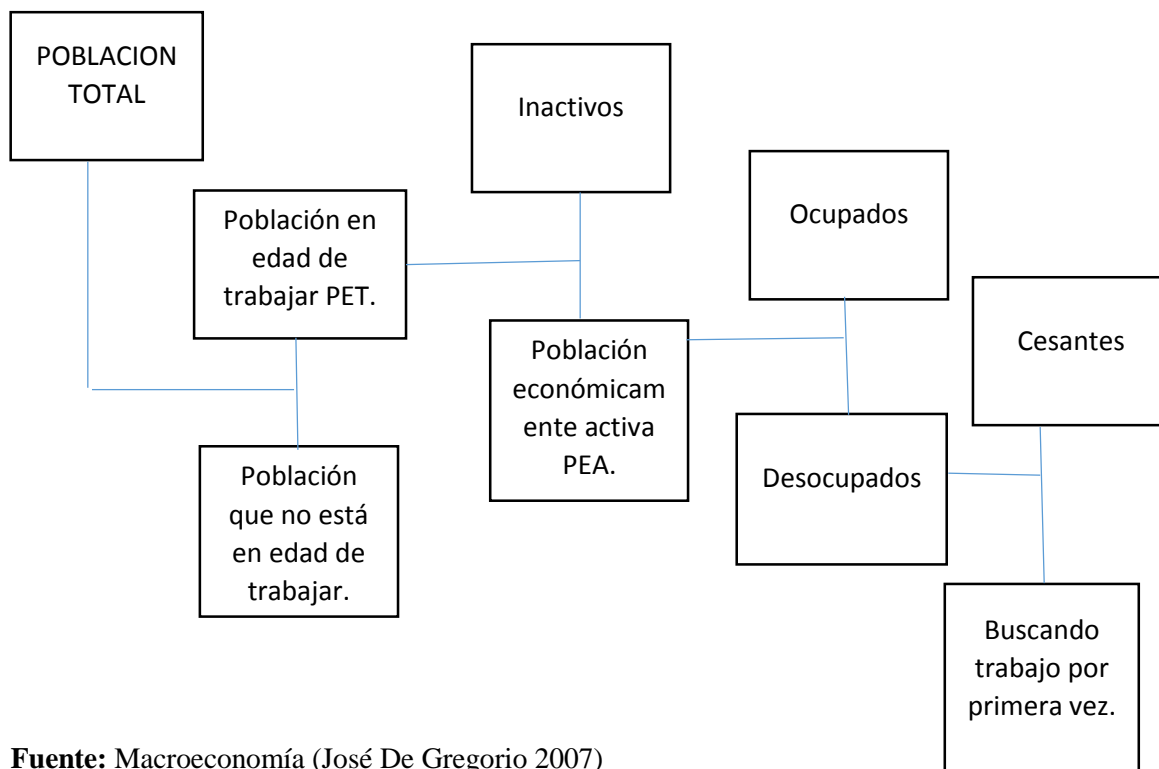 POBLACION
TOTAL
Inactivos
Población en
edad de
trabajar PET.
Ocupados
Población
económicam
ente activa
PEA.
Cesantes
Población
que no está
en edad de
trabajar.
Desocupados
Buscando
trabajo por
primera vez.
Fuente: Macroeconomía (José De Gregorio 2007)